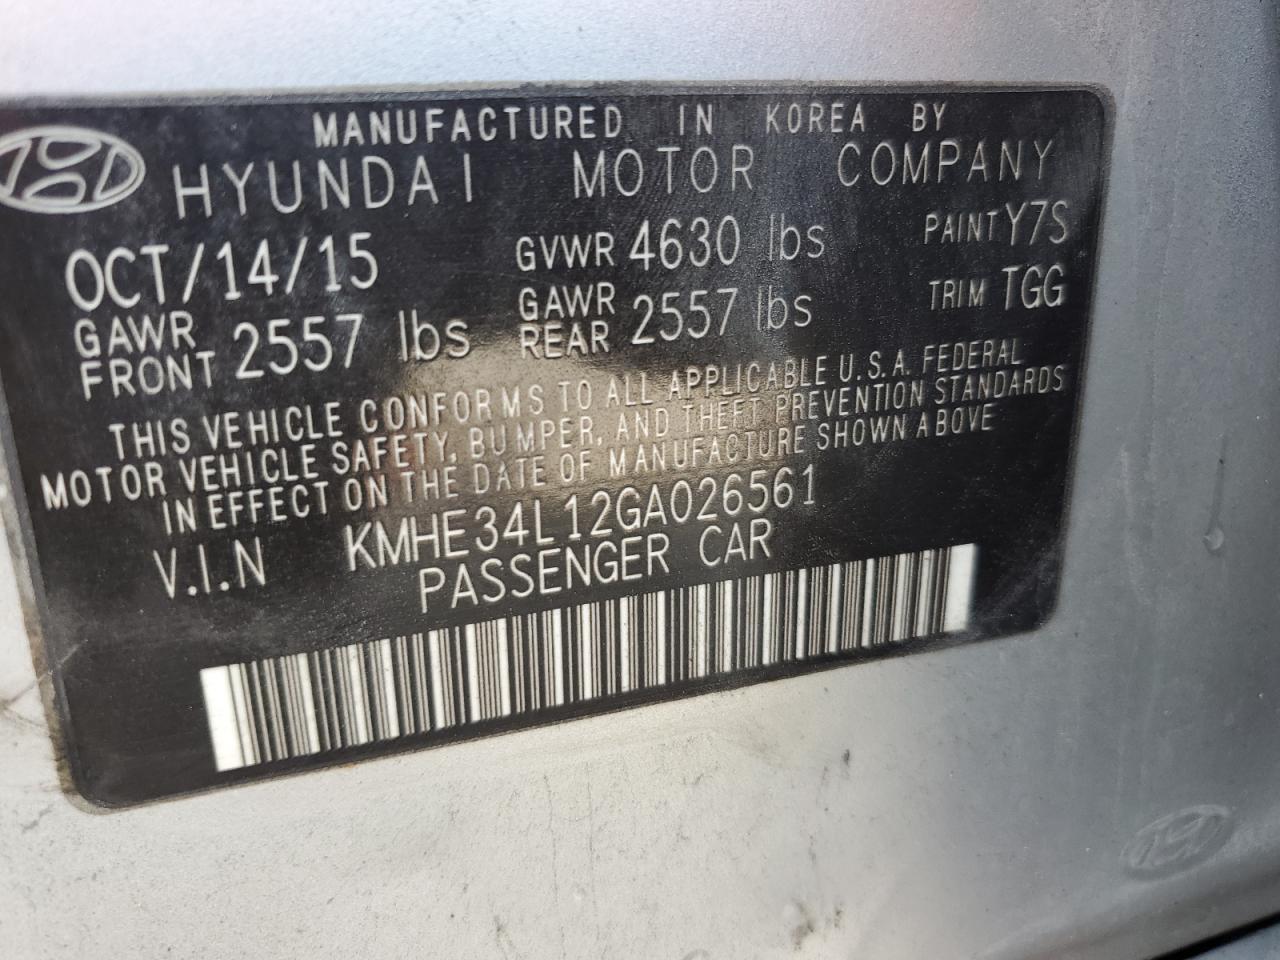 MANUFACTURED IN KOREA BY
HYUNDAI MOTOR COMPANY
OCT/14/15 GVWR 4630 lbs PAINT Y7S
GAWR FRONT 2557 lbs GAWR REAR 2557 lbs TRIM TGG
THIS VEHICLE CONFORMS TO ALL APPLICABLE U.S.A. FEDERAL
MOTOR VEHICLE SAFETY, BUMPER, AND THEFT PREVENTION STANDARDS
IN EFFECT ON THE DATE OF MANUFACTURE SHOWN ABOVE
V.I.N KMHE34L12GA026561
PASSENGER CAR